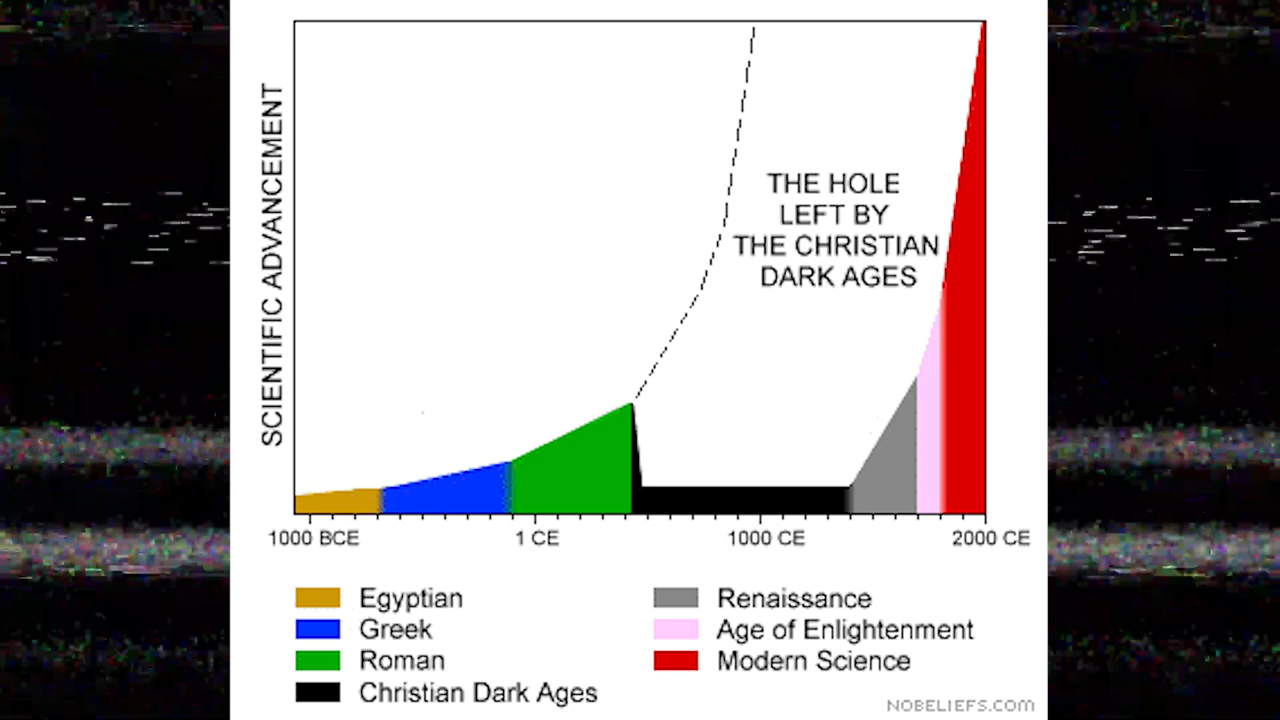 SCIENTIFIC ADVANCEMENT
THE HOLE
LEFT BY
THE CHRISTIAN
DARK AGES
1000 BCE
1 CE
1000 CE
2000 CE
Egyptian
Greek
Roman
Christian Dark Ages
Renaissance
Age of Enlightenment
Modern Science
NOBELIEFS.COM